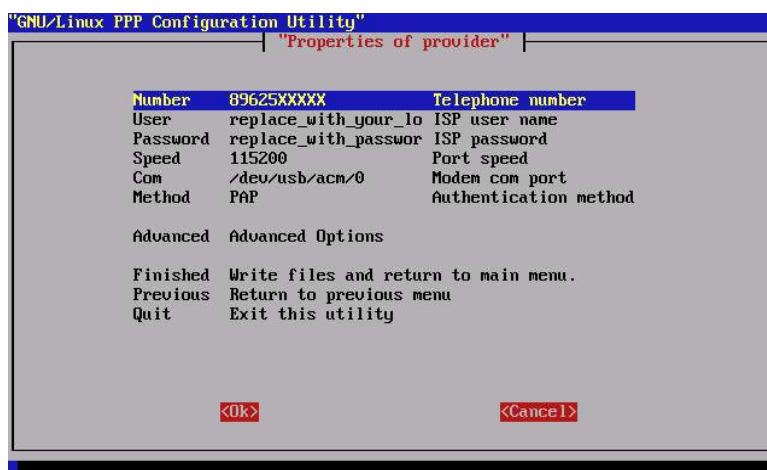 "GNU/Linux PPP Configuration Utility"
"Properties of provider"
Number 89625XXXXX Telephone number
User replace_with_your_lo ISP user name
Password replace_with_passwor ISP password
Speed 115200 Port speed
Com /dev/usb/acm/0 Modem com port
Method PAP Authentication method
Advanced Advanced Options
Finished Write files and return to main menu.
Previous Return to previous menu
Quit Exit this utility
<Ok> <Cancel>